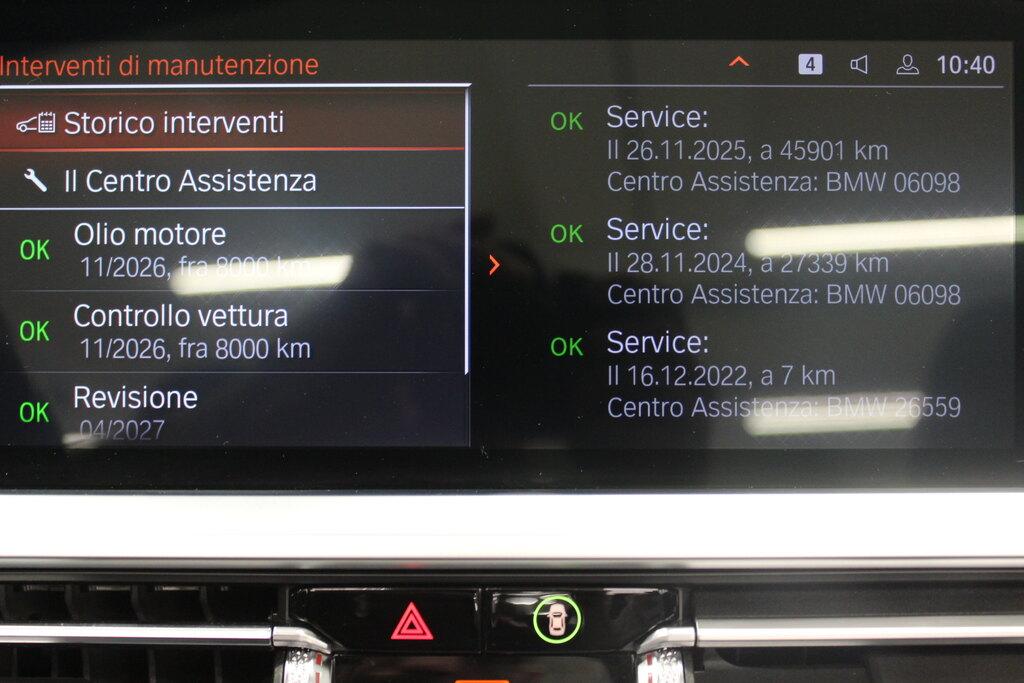 Interventi di manutenzione
4
10:40
Storico interventi
Il Centro Assistenza
OK
Olio motore
11/2026, fra 8000 km
OK
Controllo vettura
11/2026, fra 8000 km
OK
Revisione
04/2027
OK
Service:
Il 26.11.2025, a 45901 km
Centro Assistenza: BMW 06098
OK
Service:
Il 28.11.2024, a 27339 km
Centro Assistenza: BMW 06098
OK
Service:
Il 16.12.2022, a 7 km
Centro Assistenza: BMW 26559